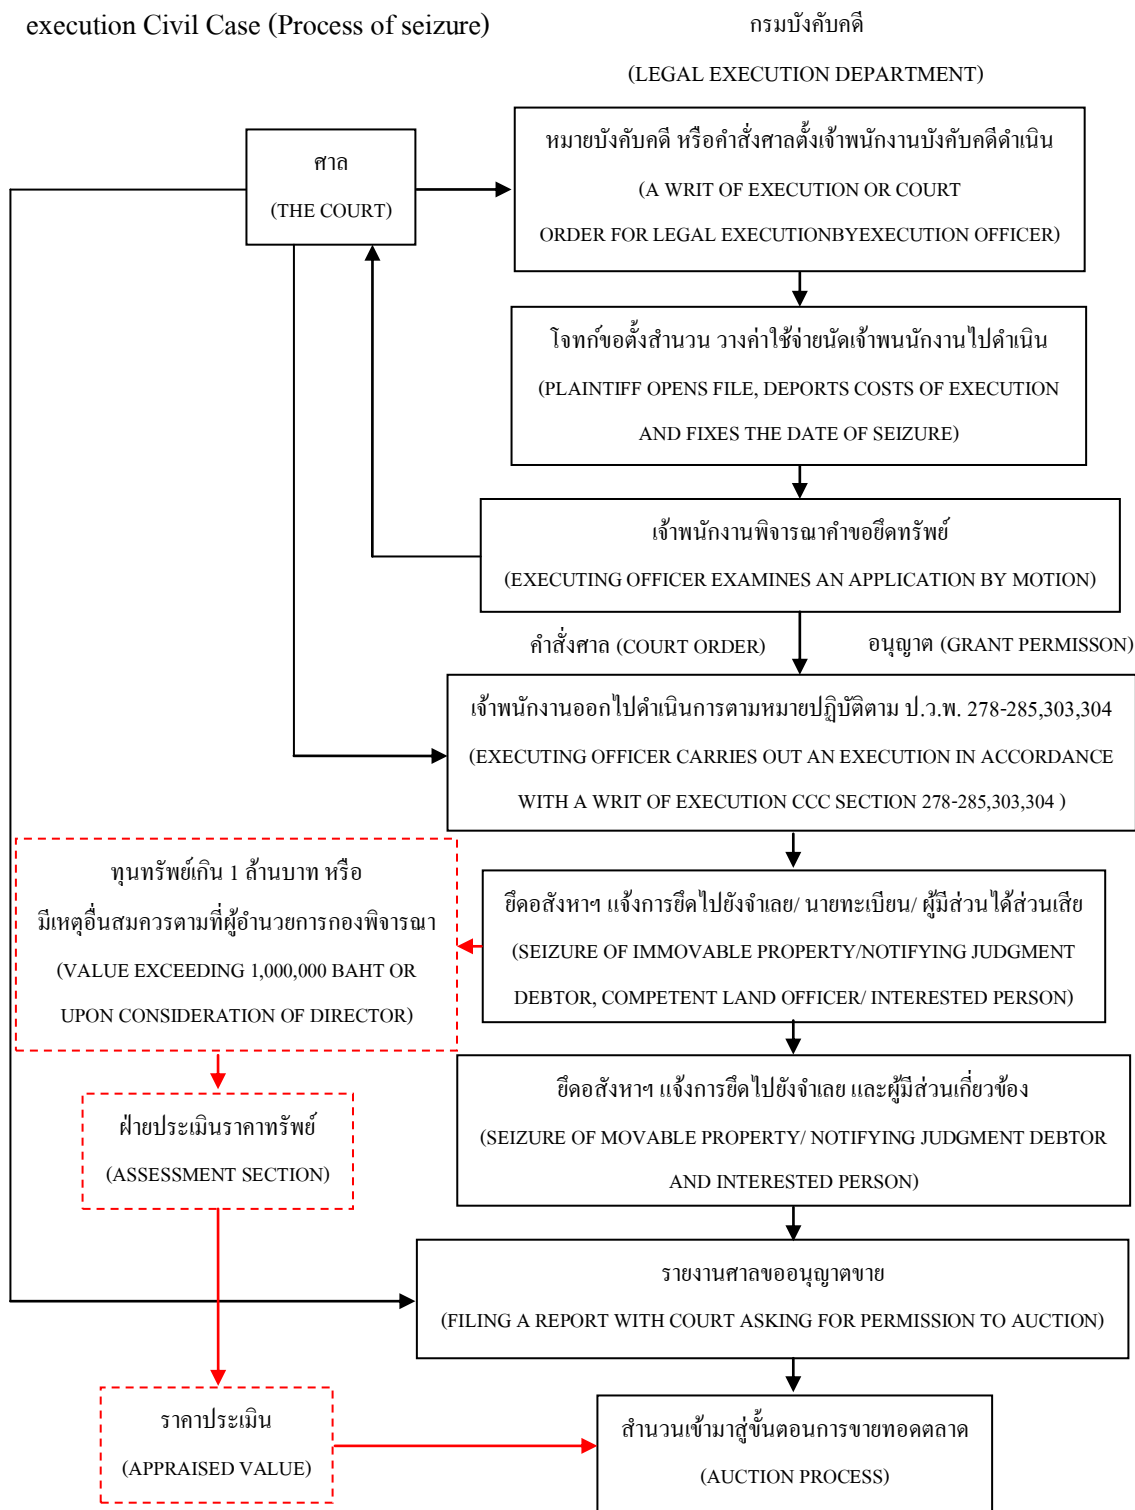 execution Civil Case (Process of seizure)
กรมบังคับคดี
(LEGAL EXECUTION DEPARTMENT)
ศาล
(THE COURT)
หมายบังคับคดี หรือคำสั่งศาลตั้งเจ้าพนักงานบังคับคดีดำเนิน
(A WRIT OF EXECUTION OR COURT
ORDER FOR LEGAL EXECUTIONBYEXECUTION OFFICER)
โจทก์ขอตั้งสำนวน วางค่าใช้จ่ายนัดเจ้าพนนักงานไปดำเนิน
(PLAINTIFF OPENS FILE, DEPORTS COSTS OF EXECUTION
AND FIXES THE DATE OF SEIZURE)
เจ้าพนักงานพิจารณาคำขอยึดทรัพย์
(EXECUTING OFFICER EXAMINES AN APPLICATION BY MOTION)
คำสั่งศาล (COURT ORDER)
อนุญาต (GRANT PERMISSON)
เจ้าพนักงานออกไปดำเนินการตามหมายปฏิบัติตาม ป.ว.พ. 278-285,303,304
(EXECUTING OFFICER CARRIES OUT AN EXECUTION IN ACCORDANCE
WITH A WRIT OF EXECUTION CCC SECTION 278-285,303,304 )
ทุนทรัพย์เกิน 1 ล้านบาท หรือ
มีเหตุอื่นสมควรตามที่ผู้อำนวยการกองพิจารณา
(VALUE EXCEEDING 1,000,000 BAHT OR
UPON CONSIDERATION OF DIRECTOR)
ยึดอสังหาฯ แจ้งการยึดไปยังจำเลย/ นายทะเบียน/ ผู้มีส่วนได้ส่วนเสีย
(SEIZURE OF IMMOVABLE PROPERTY/NOTIFYING JUDGMENT
DEBTOR, COMPETENT LAND OFFICER/ INTERESTED PERSON)
ยึดอสังหาฯ แจ้งการยึดไปยังจำเลย และผู้มีส่วนเกี่ยวข้อง
(SEIZURE OF MOVABLE PROPERTY/ NOTIFYING JUDGMENT DEBTOR
AND INTERESTED PERSON)
ฝ่ายประเมินราคาทรัพย์
(ASSESSMENT SECTION)
รายงานศาลขออนุญาตขาย
(FILING A REPORT WITH COURT ASKING FOR PERMISSION TO AUCTION)
ราคาประเมิน
(APPRAISED VALUE)
สำนวนเข้ามาสู่ขั้นตอนการขายทอดตลาด
(AUCTION PROCESS)